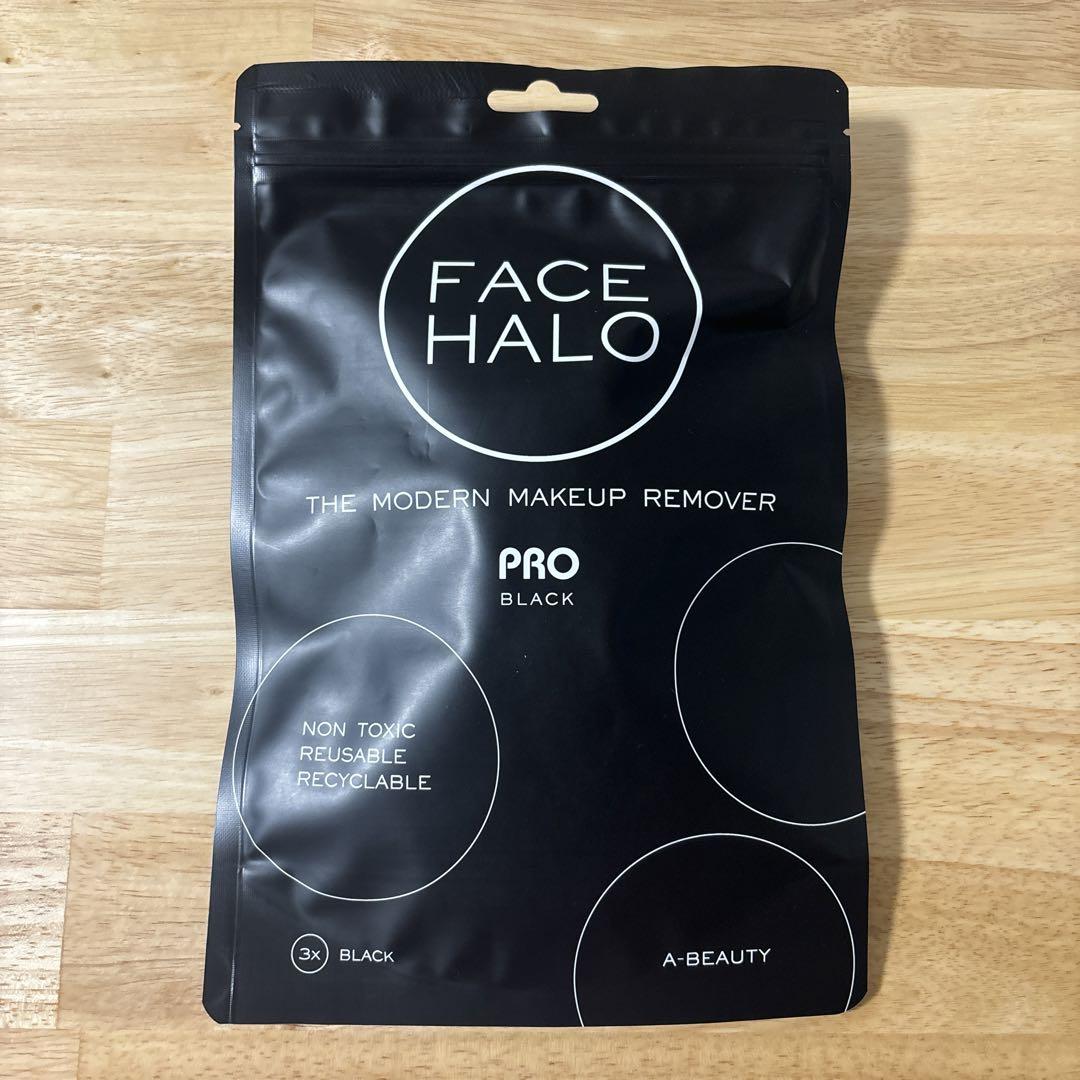 FACE
HALO
THE MODERN MAKEUP REMOVER
PRO
BLACK
NON TOXIC
REUSABLE
RECYCLABLE
3x BLACK
A-BEAUTY